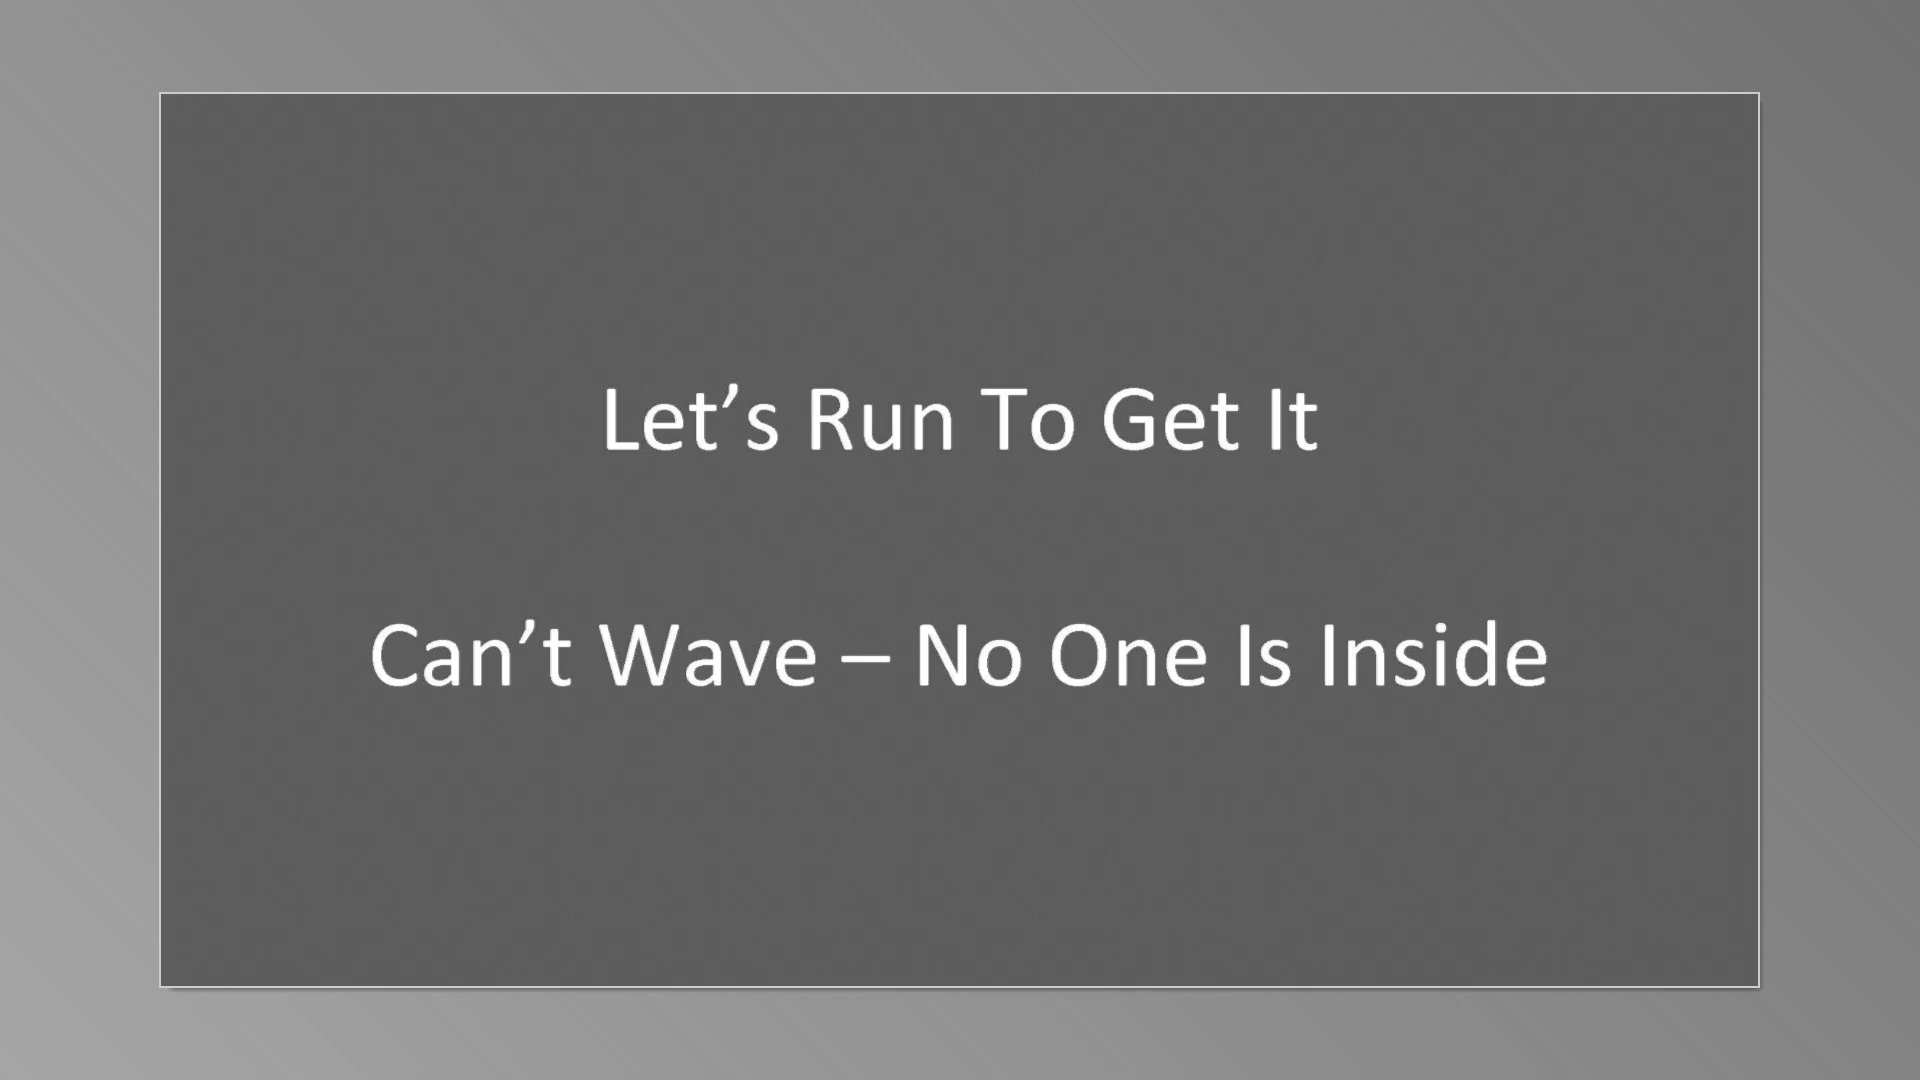 Let’s Run To Get It
Can’t Wave – No One Is Inside